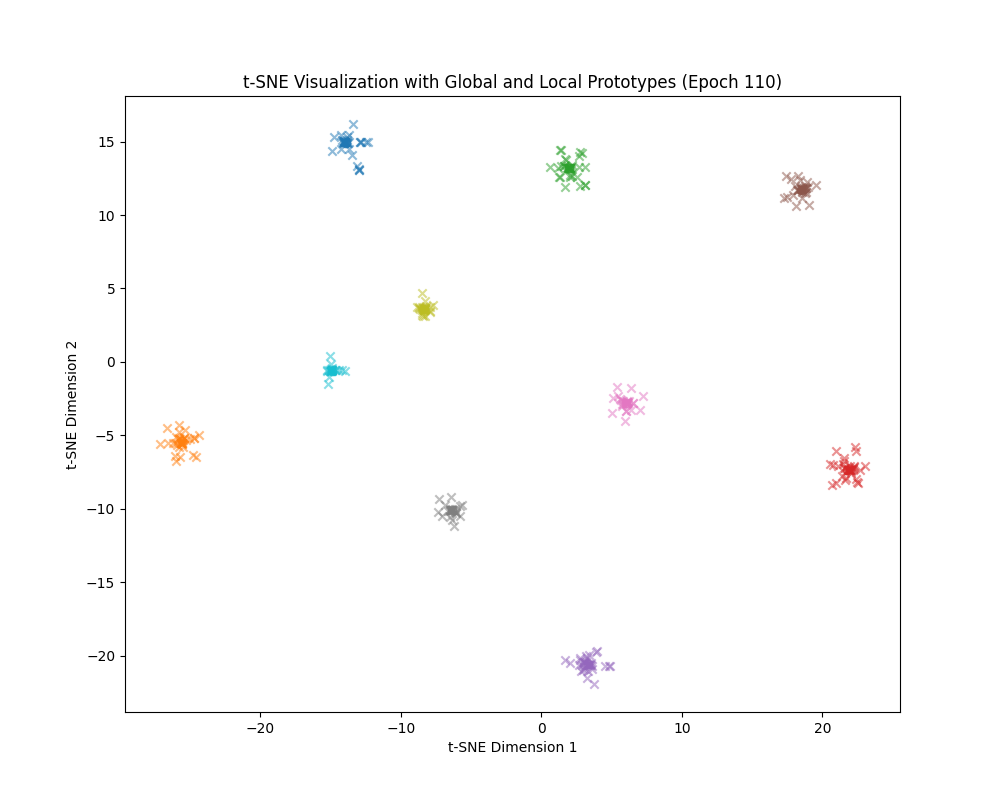 t-SNE Visualization with Global and Local Prototypes (Epoch 110)
15
10
5
0
−5
−10
−15
−20
t-SNE Dimension 2
−20 −10 0 10 20
t-SNE Dimension 1